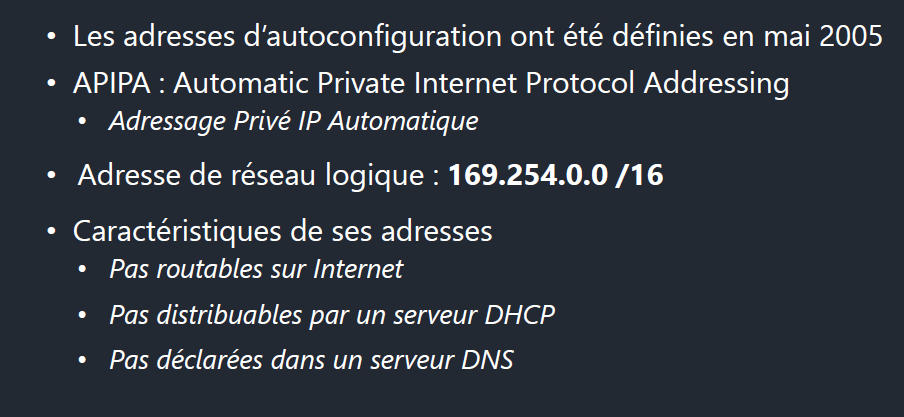 • Les adresses d’autoconfiguration ont été définies en mai 2005
• APIPA : Automatic Private Internet Protocol Addressing
• Adressage Privé IP Automatique
• Adresse de réseau logique : 169.254.0.0 /16
• Caractéristiques de ses adresses
• Pas routables sur Internet
• Pas distribuables par un serveur DHCP
• Pas déclarées dans un serveur DNS